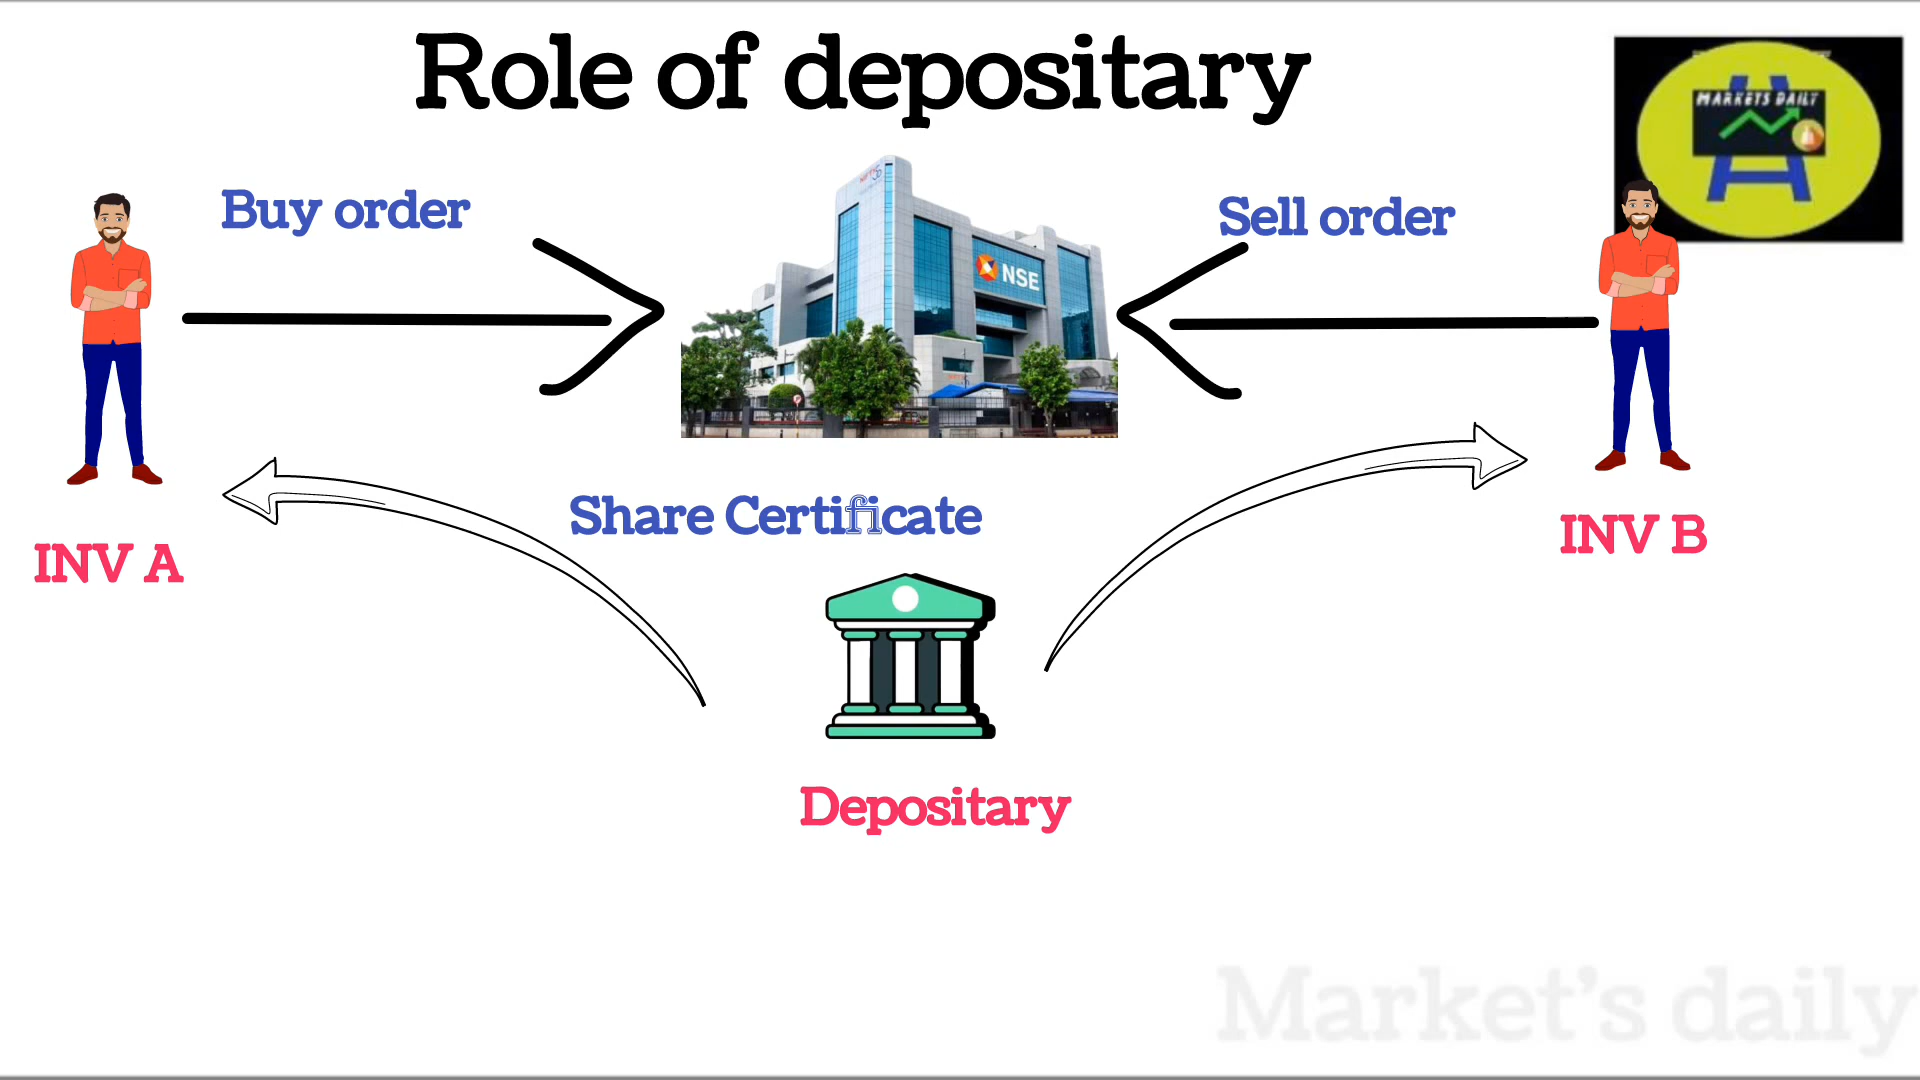 Role of depositary
MARKETS DAILY
Buy order
Sell order
NSE
Share Certificate
INV A
INV B
Depositary
Market's daily